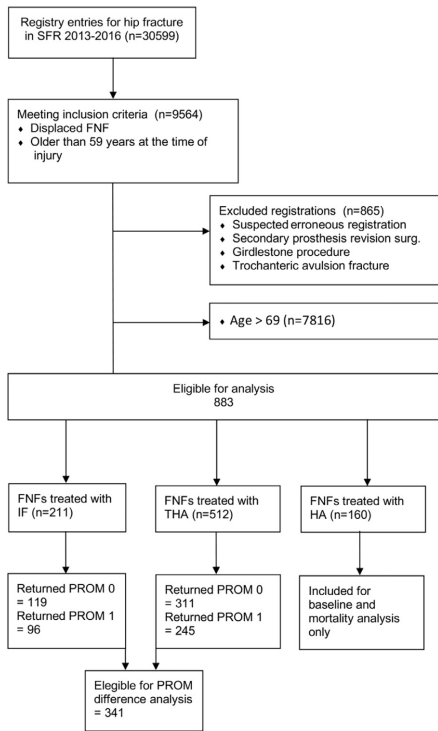 Registry entries for hip fracture
in SFR 2013-2016 (n=30599)
Meeting inclusion criteria (n=9564)
♦ Displaced FNF
♦ Older than 59 years at the time of
injury
Excluded registrations (n=865)
♦ Suspected erroneous registration
♦ Secondary prosthesis revision surg.
♦ Girdlestone procedure
♦ Trochanteric avulsion fracture
♦ Age > 69 (n=7816)
Eligible for analysis
883
FNFs treated with
IF (n=211)
FNFs treated with
THA (n=512)
FNFs treated with
HA (n=160)
Returned PROM 0
= 119
Returned PROM 1
= 96
Returned PROM 0
= 311
Returned PROM 1
= 245
Included for
baseline and
mortality analysis
only
Elegible for PROM
difference analysis
= 341